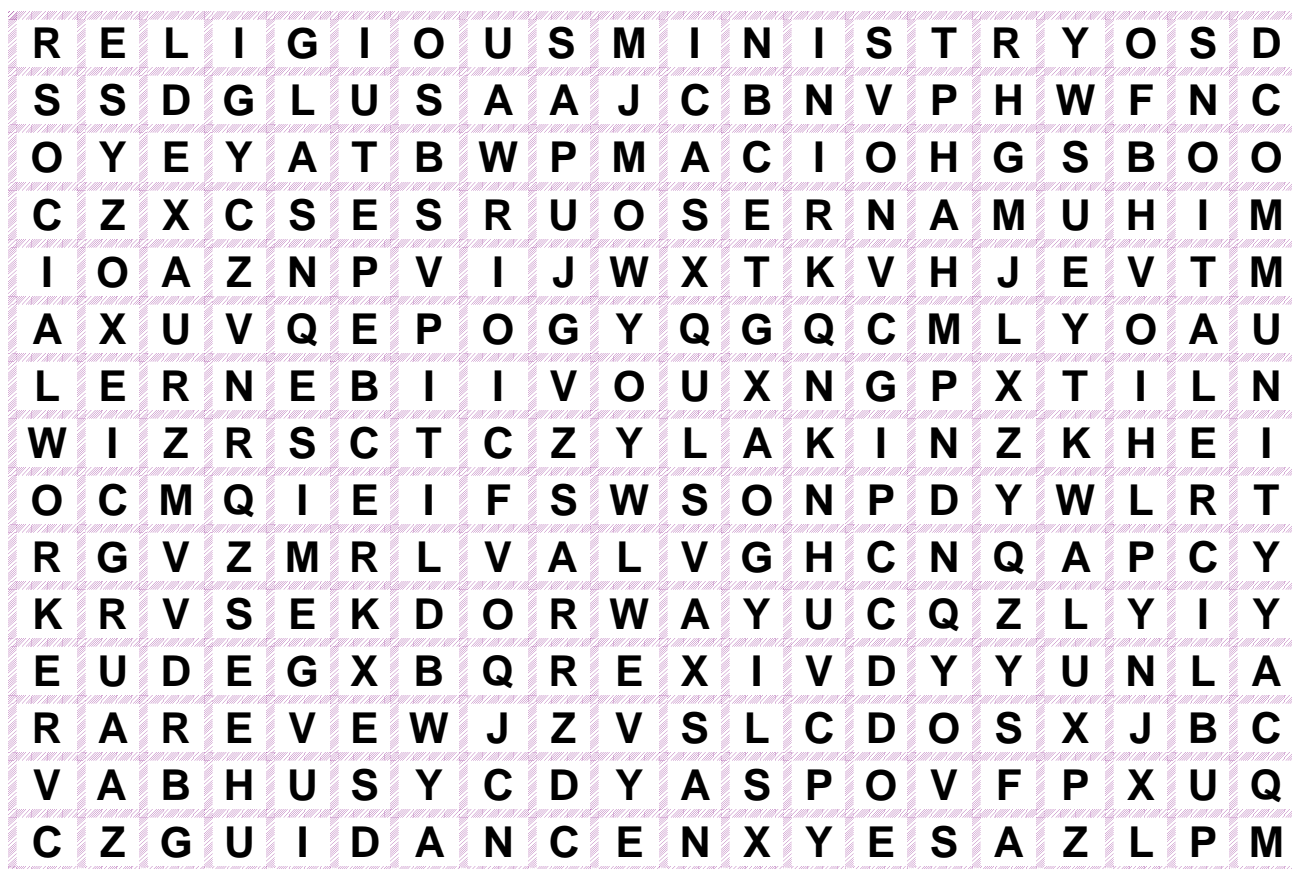 R E L I G I O U S M I N I S T R Y O S D
S S D G L U S A A J C B N V P H W F N C
O Y E Y A T B W P M A C I O H G S B O O
C Z X C S E S R U O S E R N A M U H I M
I O A Z N P V I J W X T K V H J E V T M
A X U V Q E P O G Y Q G Q C M L Y O A U
L E R N E B I I V O U X N G P X T I L N
W I Z R S C T C Z Y L A K I N Z K H E I
O C M Q I E I F S W S O N P D Y W L R T
R G V Z M R L V A L V G H C N Q A P C Y
K R V S E K D O R W A Y U C Q Z L Y I Y
E U D E G X B Q R E X I V D Y Y U N L A
R A R E V E W J Z V S L C D O S X J B C
V A B H U S Y C D Y A S P O V F P X U Q
C Z G U I D A N C E N X Y E S A Z L P M